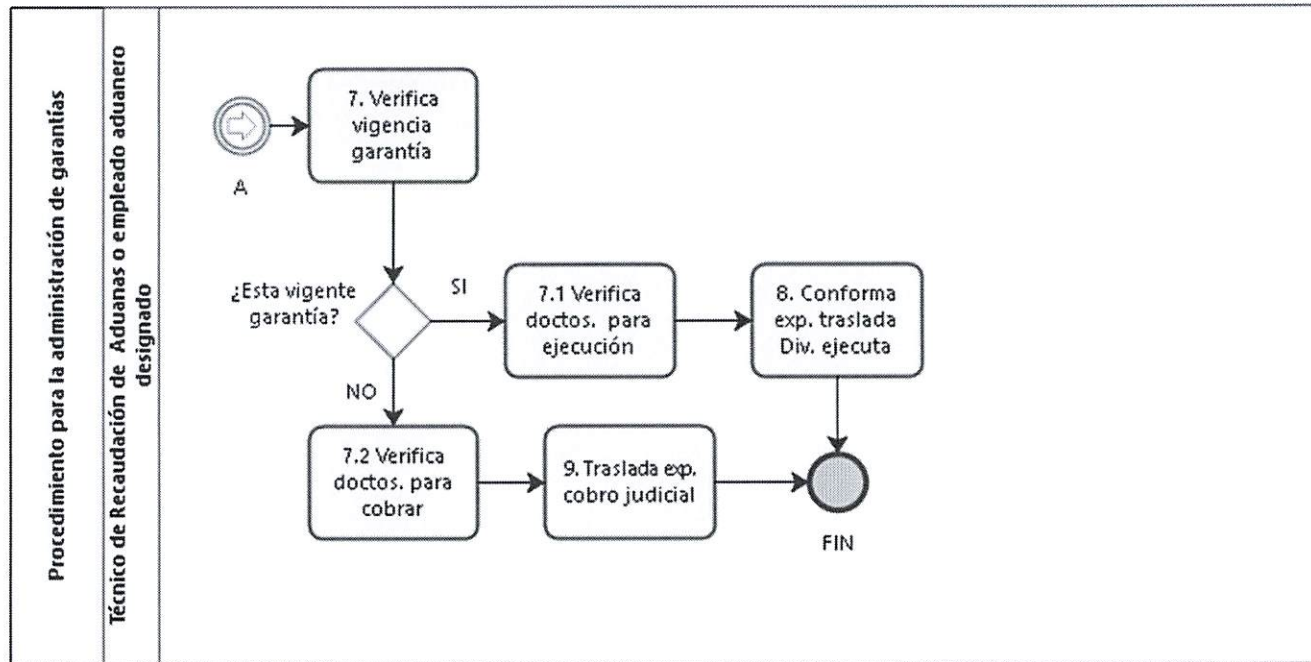 Procedimiento para la administración de garantías
Técnico de Recaudación de Aduanas o empleado aduanero
designado
A
7. Verifica
vigencia
garantía
¿Esta vigente
garantía?
SI
7.1 Verifica
doctos. para
ejecución
8. Conforma
exp. traslada
Div. ejecuta
NO
7.2 Verifica
doctos. para
cobrar
9. Traslada exp.
cobro judicial
FIN